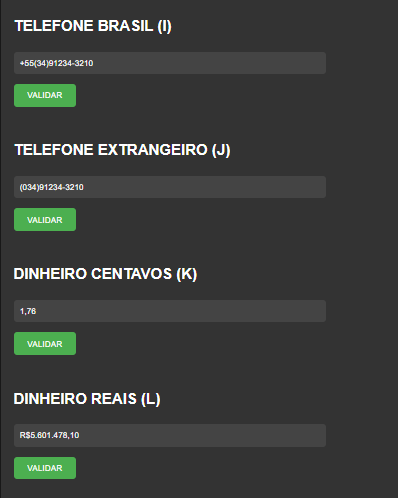 TELEFONE BRASIL (I)
+55(34)91234-3210
VALIDAR
TELEFONE EXTRANGEIRO (J)
(034)91234-3210
VALIDAR
DINHEIRO CENTAVOS (K)
1,76
VALIDAR
DINHEIRO REAIS (L)
R$5.601.478,10
VALIDAR